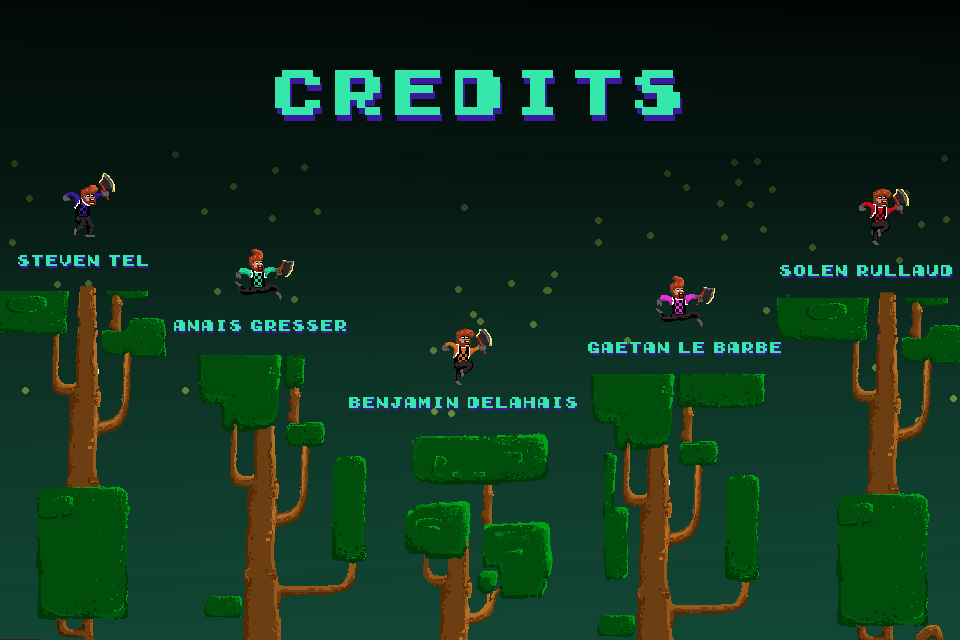 CREDITS
STEVEN TEL
ANAIS GRESSER
BENJAMIN DELAHAIS
GAETAN LE BARBE
SOLEN RULLAUD